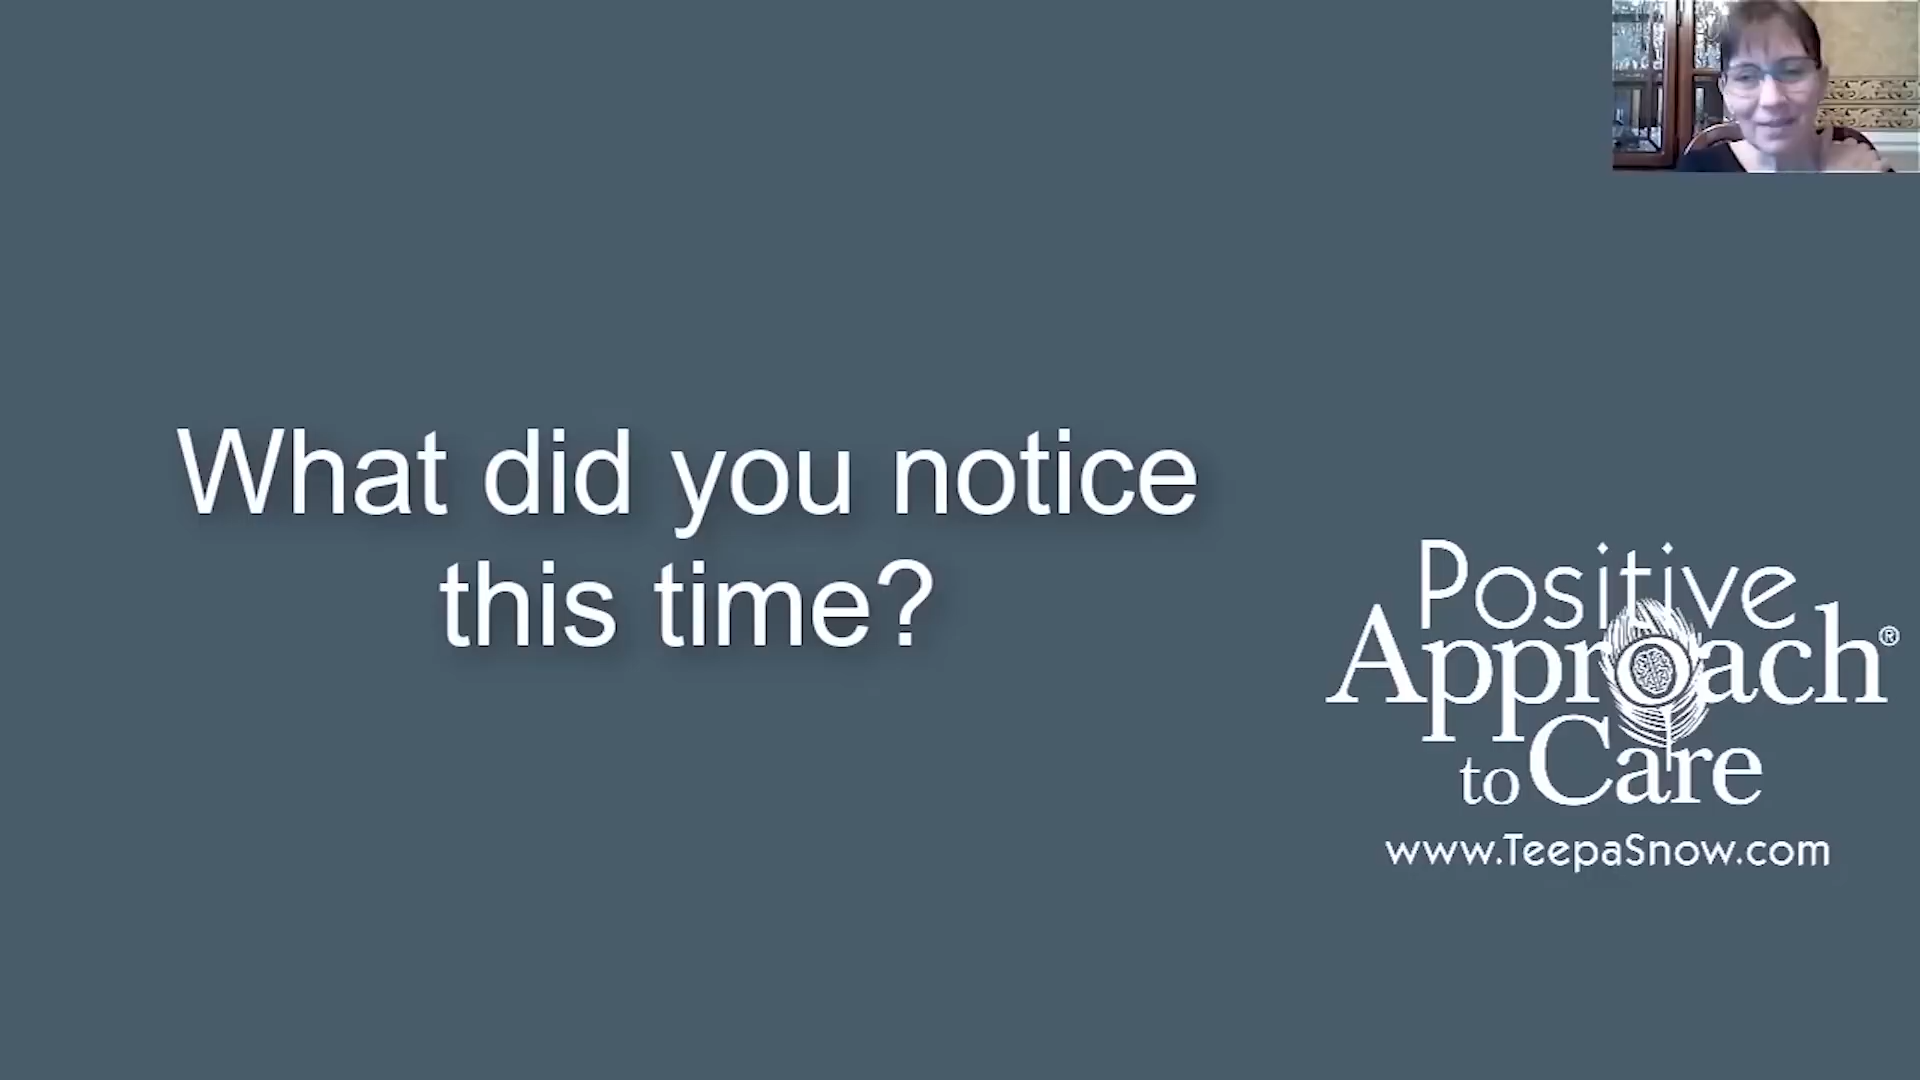 What did you notice
this time?
Positive
Approach®
to Care
www.TeepaSnow.com